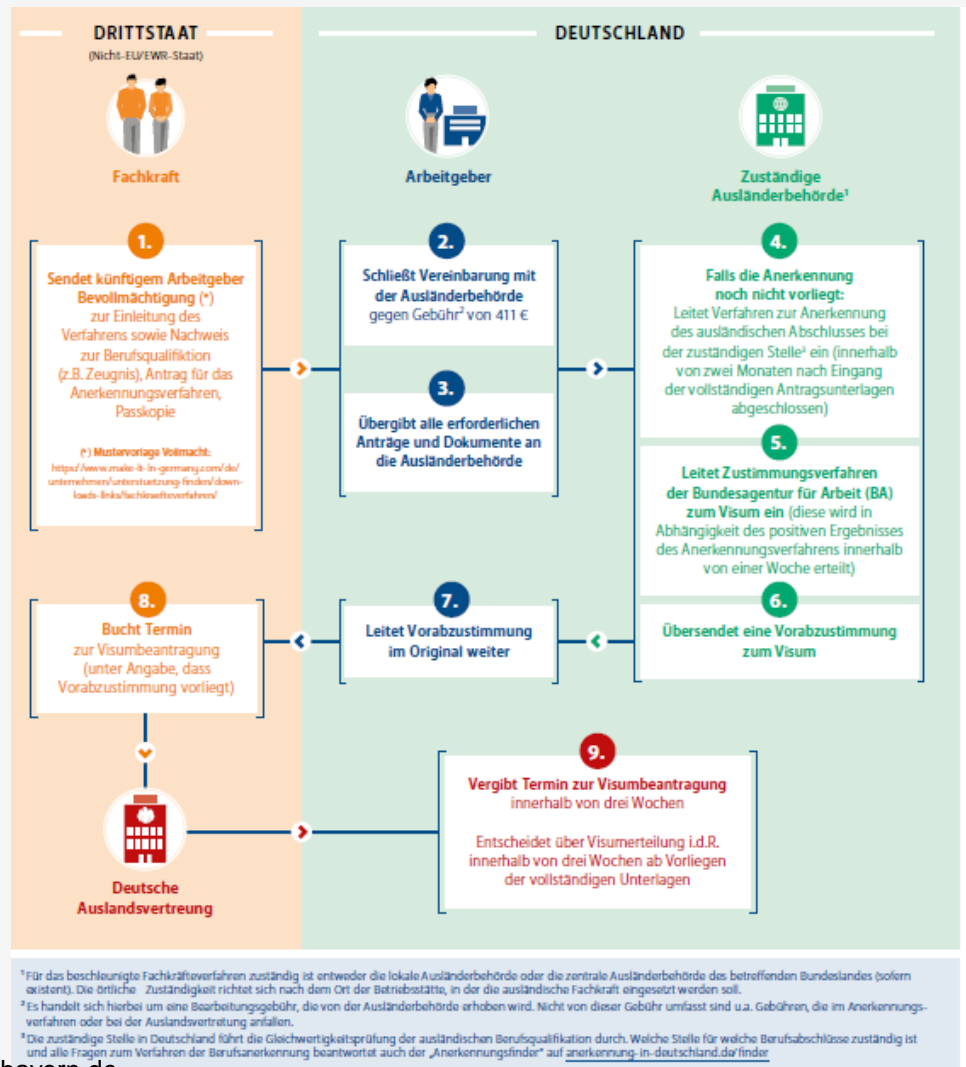 DRITTSTAAT
(Nicht-EU/EWR-Staat)
DEUTSCHLAND
Fachkraft
Arbeitgeber
Zuständige
Ausländerbehörde¹
1.
Sendet künftigem Arbeitgeber
Bevollmächtigung (*)
zur Einleitung des
Verfahrens sowie Nachweis
zur Berufsqualifiktion
(z.B. Zeugnis), Antrag für das
Anerkennungsverfahren,
Passkopie
(*) Mustervorlage Vollmacht:
https://www.make-it-in-germany.com/de/
unternehmen/unterstuetzung-finden/down-
loads-links/fachkraefteverfahren/
2.
Schließt Vereinbarung mit
der Ausländerbehörde
gegen Gebühr² von 411 €
3.
Übergibt alle erforderlichen
Anträge und Dokumente an
die Ausländerbehörde
4.
Falls die Anerkennung
noch nicht vorliegt:
Leitet Verfahren zur Anerkennung
des ausländischen Abschlusses bei
der zuständigen Stelle³ ein (innerhalb
von zwei Monaten nach Eingang
der vollständigen Antragsunterlagen
abgeschlossen)
5.
Leitet Zustimmungsverfahren
der Bundesagentur für Arbeit (BA)
zum Visum ein (diese wird in
Abhängigkeit des positiven Ergebnisses
des Anerkennungsverfahrens innerhalb
von einer Woche erteilt)
6.
Übersendet eine Vorabzustimmung
zum Visum
7.
Leitet Vorabzustimmung
im Original weiter
8.
Bucht Termin
zur Visumbeantragung
(unter Angabe, dass
Vorabzustimmung vorliegt)
Deutsche
Auslandsvertretung
9.
Vergibt Termin zur Visumbeantragung
innerhalb von drei Wochen
Entscheidet über Visumerteilung i.d.R.
innerhalb von drei Wochen ab Vorliegen
der vollständigen Unterlagen
¹ Für das beschleunigte Fachkräfteverfahren zuständig ist entweder die lokale Ausländerbehörde oder die zentrale Ausländerbehörde des betreffenden Bundeslandes (sofern
existent). Die örtliche Zuständigkeit richtet sich nach dem Ort der Betriebsstätte, in der die ausländische Fachkraft eingesetzt werden soll.
² Es handelt sich hierbei um eine Bearbeitungsgebühr, die von der Ausländerbehörde erhoben wird. Nicht von dieser Gebühr umfasst sind u.a. Gebühren, die im Anerkennungs-
verfahren oder bei der Auslandsvertretung anfallen.
³ Die zuständige Stelle in Deutschland führt die Gleichwertigkeitsprüfung der ausländischen Berufsqualifikation durch. Welche Stelle für welche Berufsabschlüsse zuständig ist
und alle Fragen zum Verfahren der Berufsanerkennung beantwortet auch der „Anerkennungsfinder" auf anerkennung-in-deutschland.de/finder